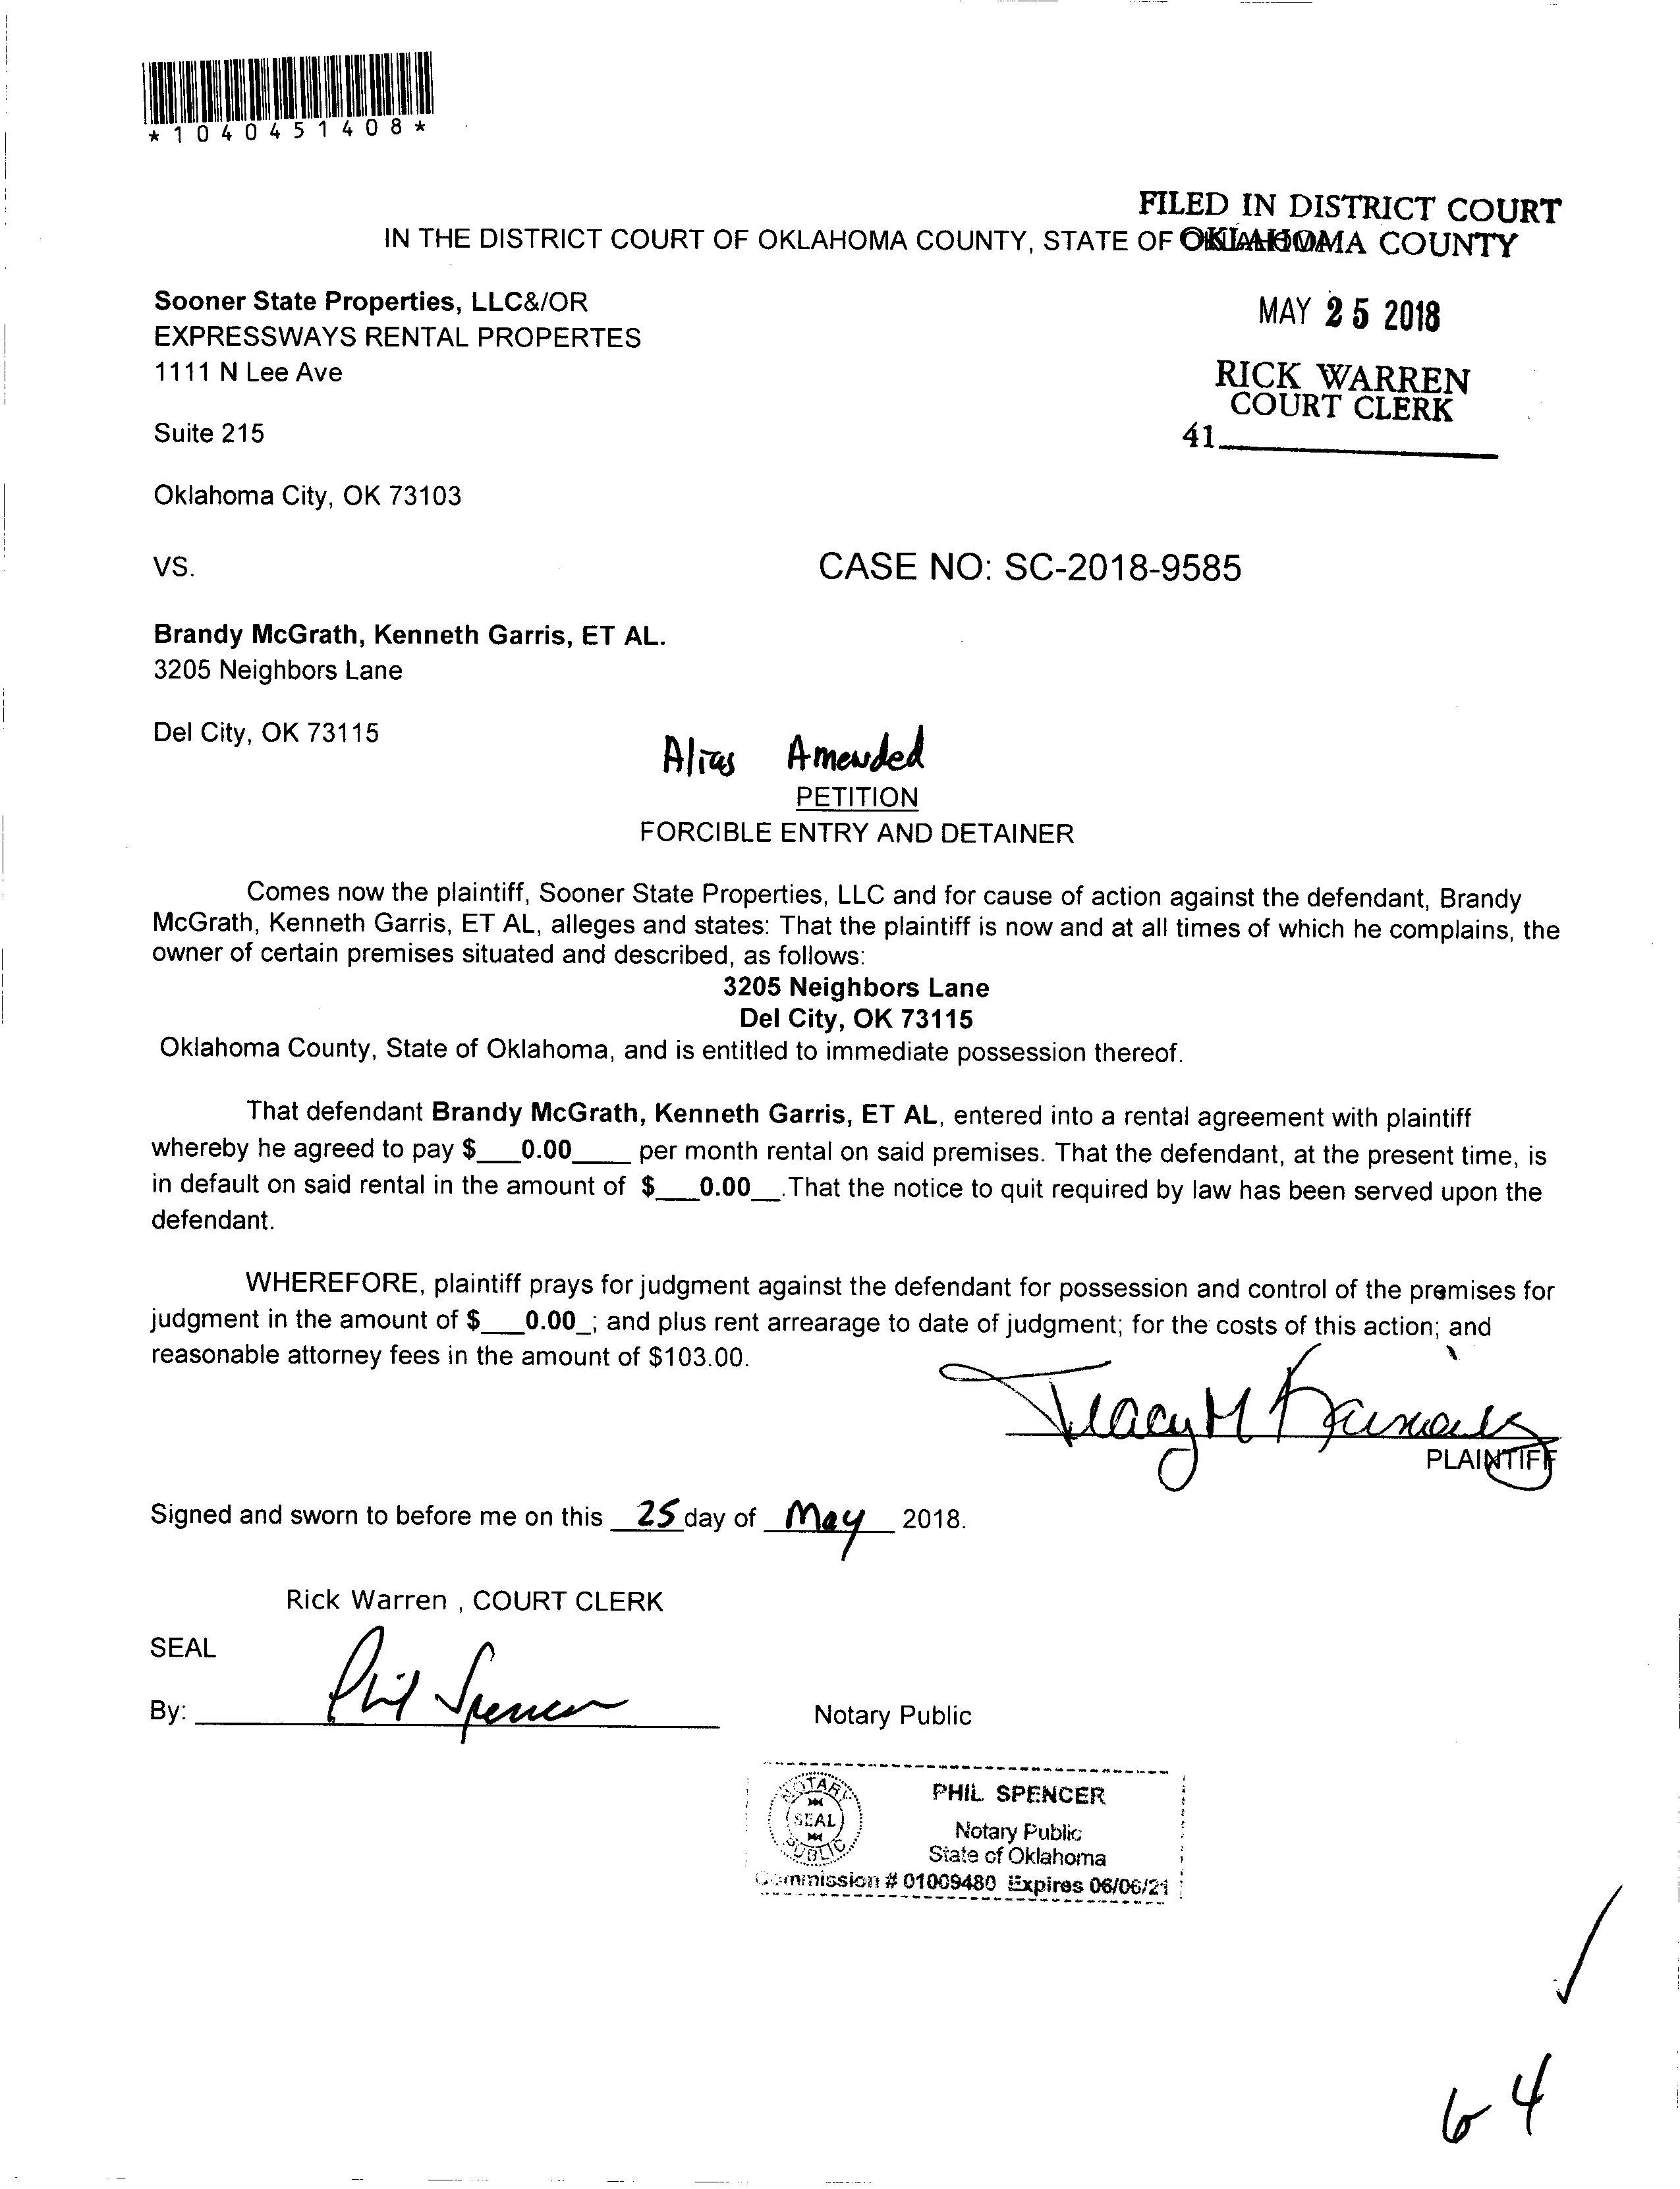 *1040451408*
FILED IN DISTRICT COURT
OKLAHOMA COUNTY
IN THE DISTRICT COURT OF OKLAHOMA COUNTY, STATE OF OKLAHOMA
Sooner State Properties, LLC&/OR
EXPRESSWAYS RENTAL PROPERTES
1111 N Lee Ave
MAY 25 2018
RICK WARREN
COURT CLERK
41
Suite 215
Oklahoma City, OK 73103
VS.
CASE NO: SC-2018-9585
Brandy McGrath, Kenneth Garris, ET AL.
3205 Neighbors Lane
Del City, OK 73115
Alias Amended
PETITION
FORCIBLE ENTRY AND DETAINER
Comes now the plaintiff, Sooner State Properties, LLC and for cause of action against the defendant, Brandy
McGrath, Kenneth Garris, ET AL, alleges and states: That the plaintiff is now and at all times of which he complains, the
owner of certain premises situated and described, as follows:
3205 Neighbors Lane
Del City, OK 73115
Oklahoma County, State of Oklahoma, and is entitled to immediate possession thereof.
That defendant Brandy McGrath, Kenneth Garris, ET AL, entered into a rental agreement with plaintiff
whereby he agreed to pay $___0.00____ per month rental on said premises. That the defendant, at the present time, is
in default on said rental in the amount of $___0.00__.That the notice to quit required by law has been served upon the
defendant.
WHEREFORE, plaintiff prays for judgment against the defendant for possession and control of the premises for
judgment in the amount of $___0.00_; and plus rent arrearage to date of judgment; for the costs of this action; and
reasonable attorney fees in the amount of $103.00.
Tracy M
PLAINTIFF
Signed and sworn to before me on this 25 day of May 2018.
Rick Warren , COURT CLERK
SEAL
By: Phil Spencer
Notary Public
NOTARY
SEAL
PUBLIC
PHIL SPENCER
Notary Public
State of Oklahoma
Commission # 01009480 Expires 06/06/21
6 4